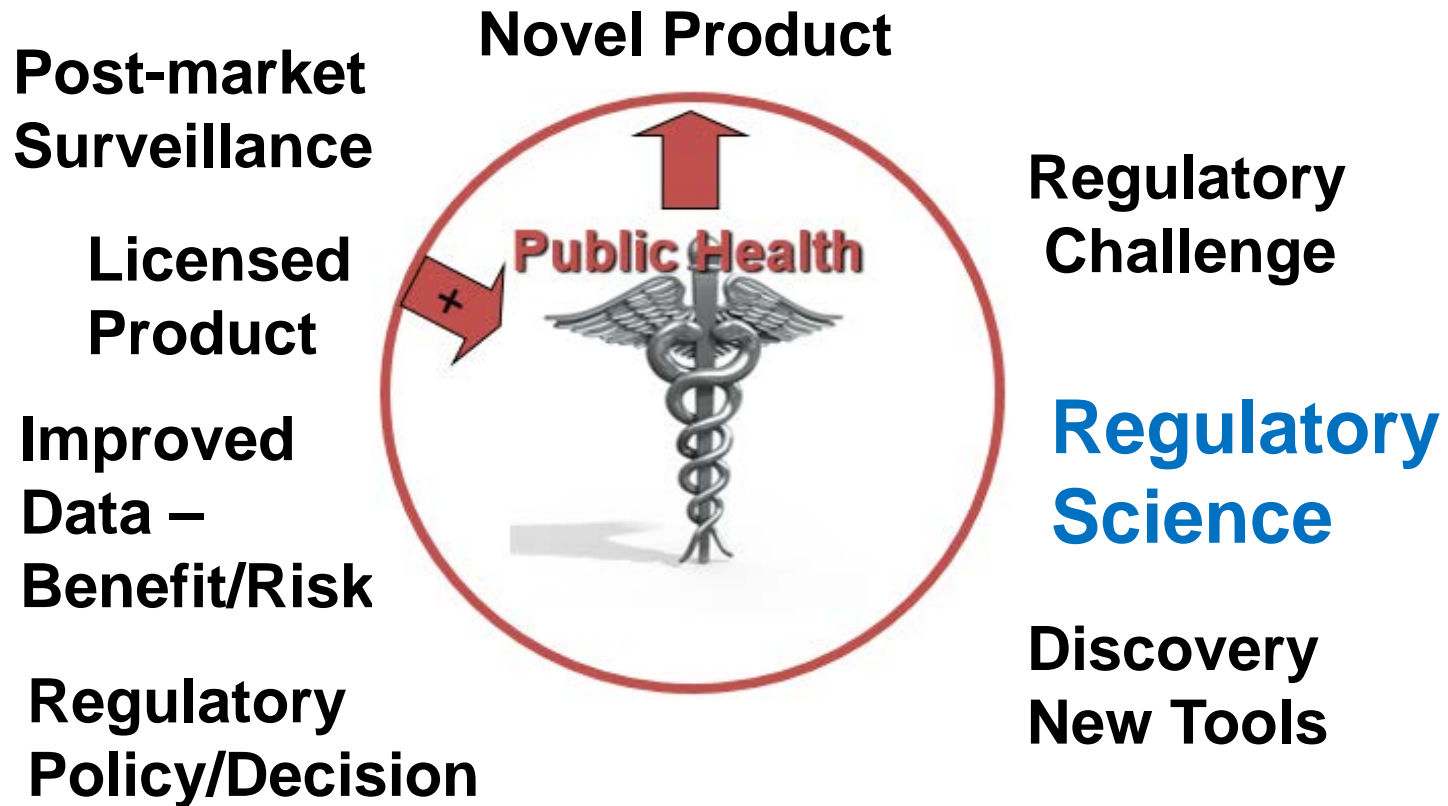 Novel Product
Post-market
Surveillance
Regulatory
Challenge
Public Health
Licensed
Product
+
Regulatory
Science
Improved
Data –
Benefit/Risk
Discovery
New Tools
Regulatory
Policy/Decision